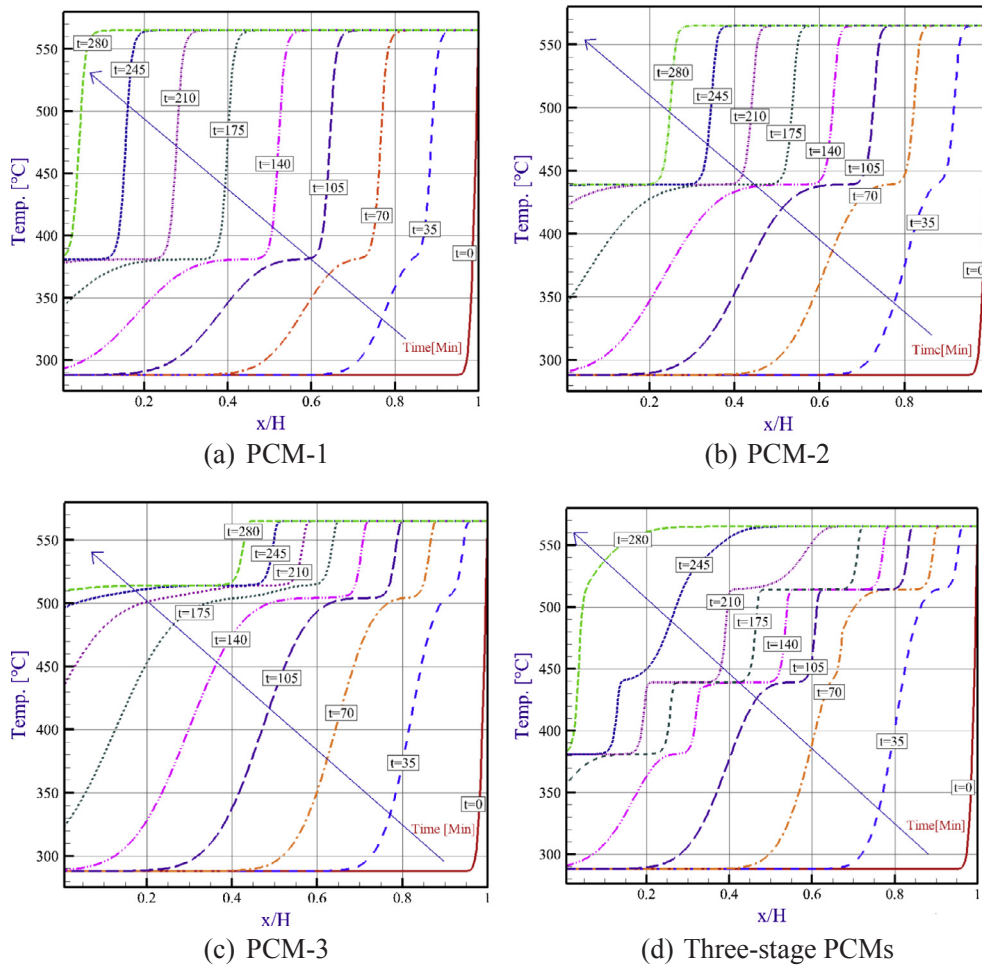 550
500
450
400
350
300
Temp. [°C]
t=280
t=245
t=210
t=175
t=140
t=105
t=70
t=35
t=0
Time[Min]
0.2 0.4 0.6 0.8 1
x/H
(a) PCM-1
550
500
450
400
350
300
Temp. [°C]
t=280
t=245
t=210
t=175
t=140
t=105
t=70
t=35
t=0
Time[Min]
0.2 0.4 0.6 0.8
x/H
(b) PCM-2
550
500
450
400
350
300
Temp. [°C]
t=280
t=245
t=210
t=175
t=140
t=105
t=70
t=35
t=0
Time [Min]
0.2 0.4 0.6 0.8 1
x/H
(c) PCM-3
550
500
450
400
350
300
Temp. [°C]
t=280
t=245
t=210
t=175
t=140
t=105
t=70
t=35
t=0
Time[Min]
0.2 0.4 0.6 0.8 1
x/H
(d) Three-stage PCMs